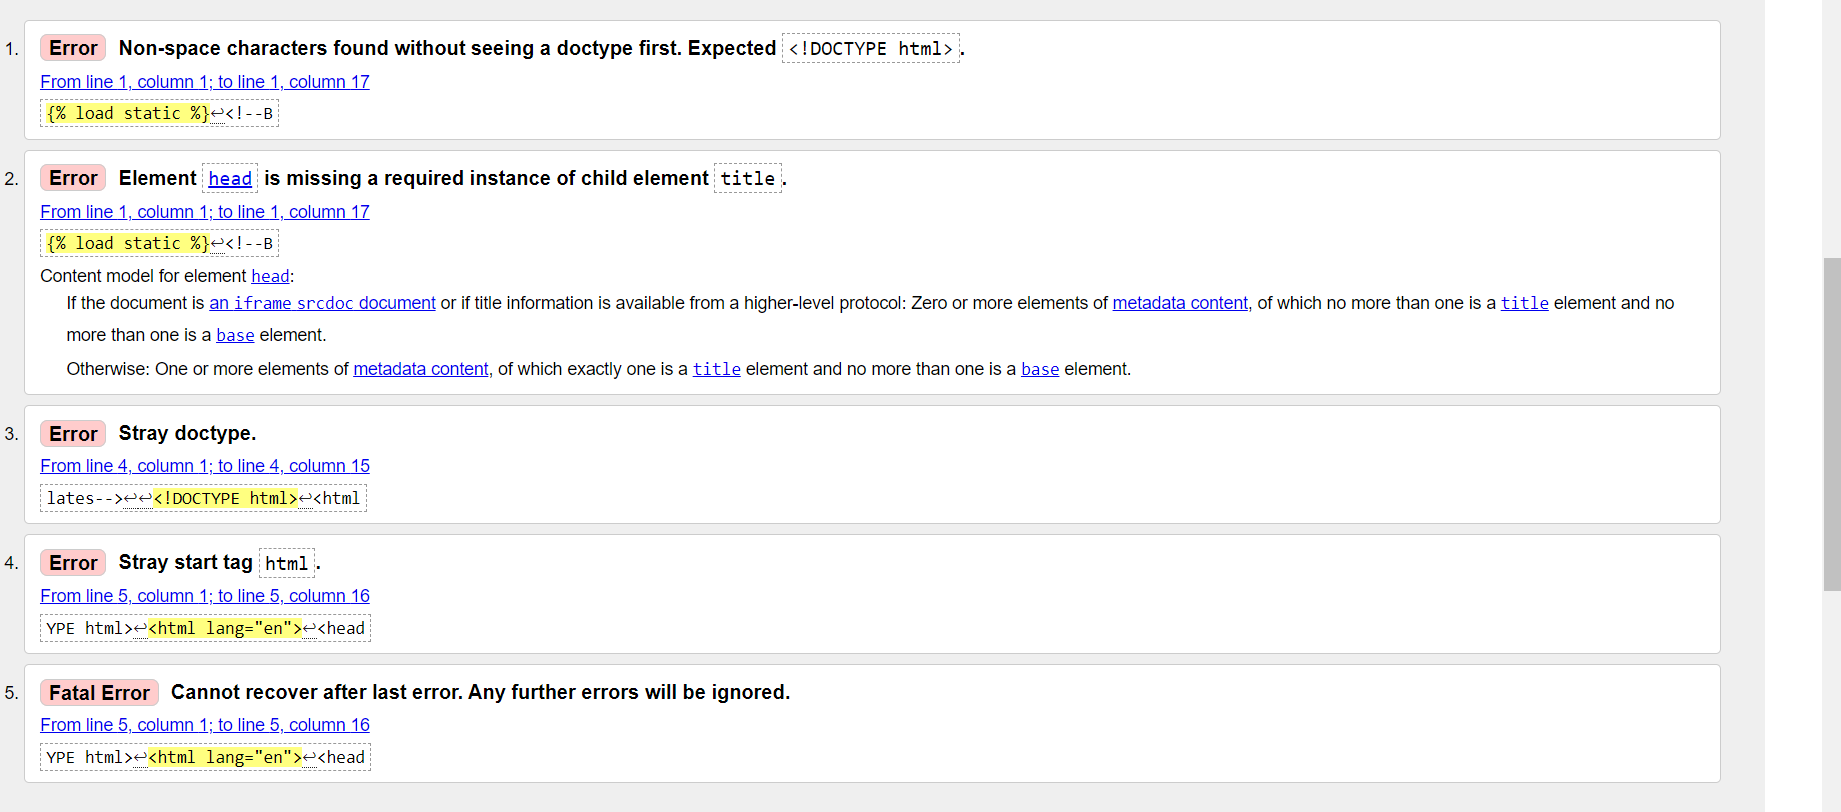 1. Error Non-space characters found without seeing a doctype first. Expected <!DOCTYPE html>.
From line 1, column 1; to line 1, column 17
{% load static %}↩<!--B
2. Error Element head is missing a required instance of child element title.
From line 1, column 1; to line 1, column 17
{% load static %}↩<!--B
Content model for element head:
If the document is an iframe srcdoc document or if title information is available from a higher-level protocol: Zero or more elements of metadata content, of which no more than one is a title element and no
more than one is a base element.
Otherwise: One or more elements of metadata content, of which exactly one is a title element and no more than one is a base element.
3. Error Stray doctype.
From line 4, column 1; to line 4, column 15
lates-->↩↩<!DOCTYPE html>↩<html
4. Error Stray start tag html.
From line 5, column 1; to line 5, column 16
YPE html>↩<html lang="en">↩<head
5. Fatal Error Cannot recover after last error. Any further errors will be ignored.
From line 5, column 1; to line 5, column 16
YPE html>↩<html lang="en">↩<head